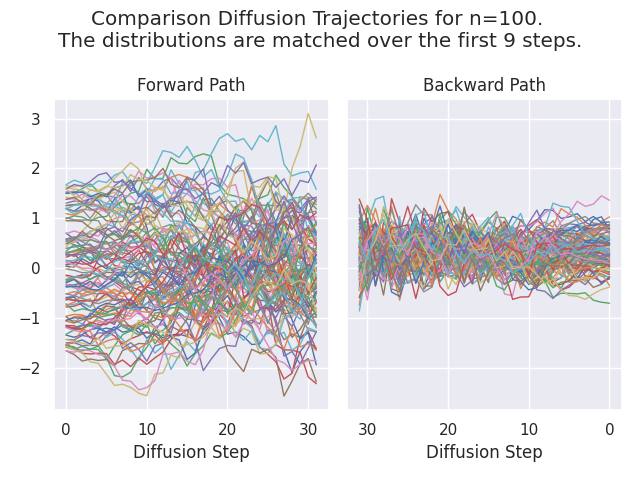 Comparison Diffusion Trajectories for n=100.
The distributions are matched over the first 9 steps.
Forward Path
Backward Path
3
2
1
0
−1
−2
0 10 20 30
30 20 10 0
Diffusion Step
Diffusion Step